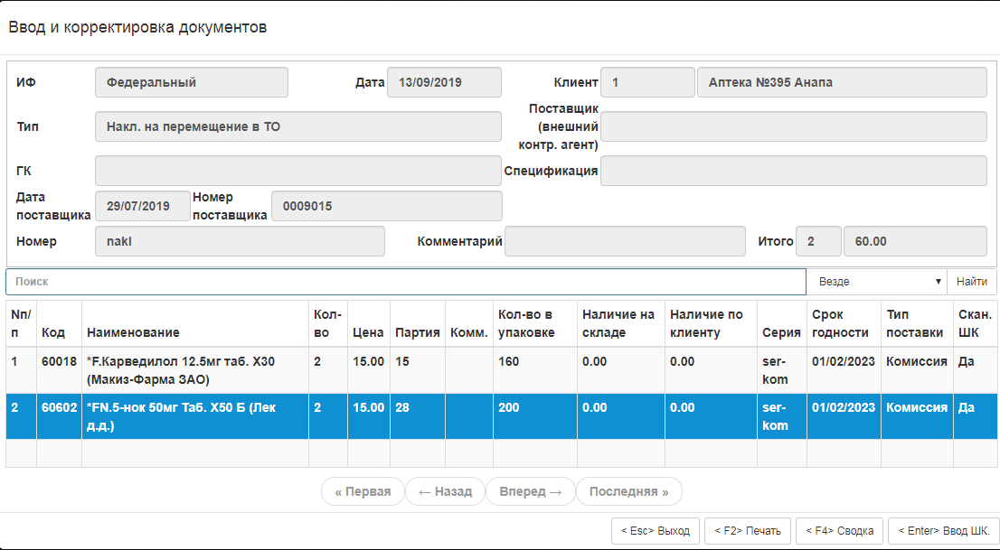 Ввод и корректировка документов
ИФ Федеральный Дата 13/09/2019 Клиент 1 Аптека №395 Анапа
Тип Накл. на перемещение в ТО Поставщик
(внешний
контр. агент)
ГК Спецификация
Дата
поставщика 29/07/2019 Номер
поставщика 0009015
Номер nakl Комментарий Итого 2 60.00
Поиск Везде Найти
Nп/
п Код Наименование Кол-
во Цена Партия Комм. Кол-во в
упаковке Наличие на
складе Наличие по
клиенту Серия Срок
годности Тип
поставки Скан.
ШК
1 60018 *F.Карведилол 12.5мг таб. X30
(Макиз-Фарма ЗАО) 2 15.00 15 160 0.00 0.00 ser-
kom 01/02/2023 Комиссия Да
2 60602 *FN.5-нок 50мг Таб. X50 Б (Лек
д.д.) 2 15.00 28 200 0.00 0.00 ser-
kom 01/02/2023 Комиссия Да
« Первая ← Назад Вперед → Последняя »
< Esc> Выход < F2> Печать < F4> Сводка < Enter> Ввод ШК.